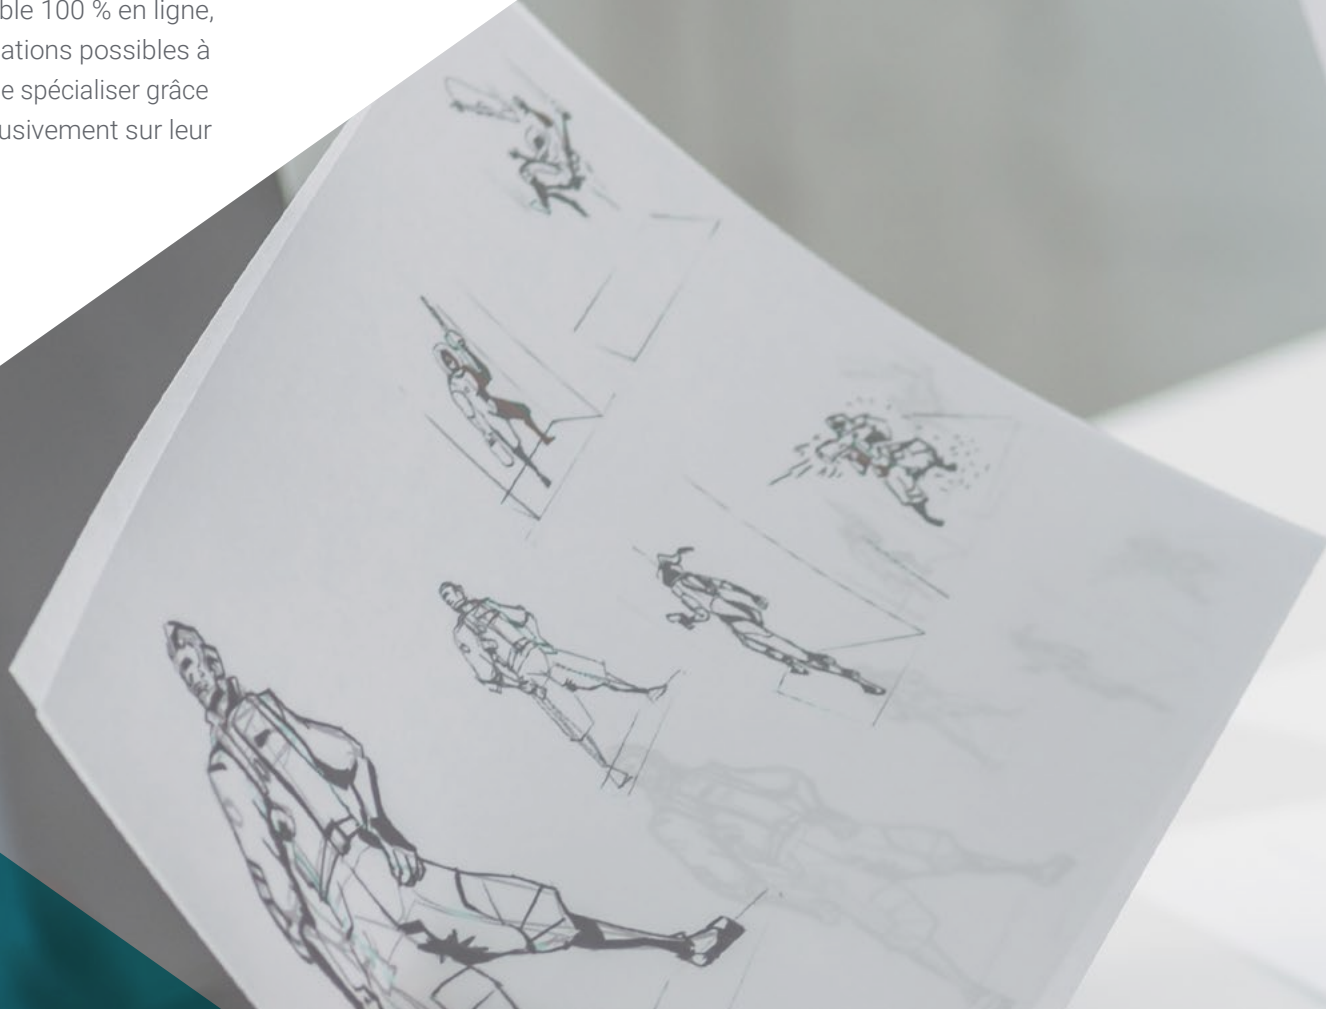 ble 100 % en ligne,
ations possibles à
e spécialiser grâce
usivement sur leur